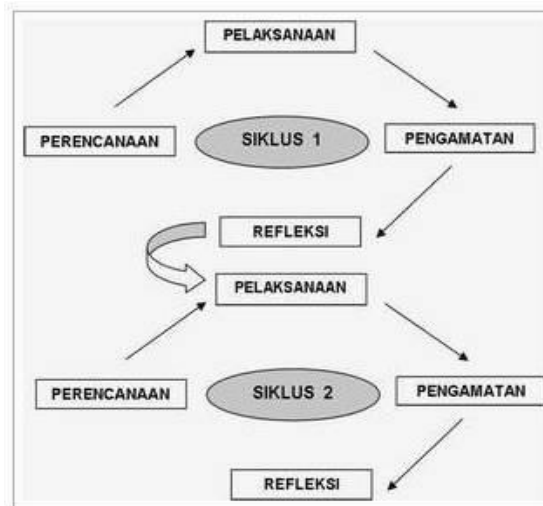 PELAKSANAAN
PERENCANAAN
SIKLUS 1
PENGAMATAN
REFLEKSI
PELAKSANAAN
PERENCANAAN
SIKLUS 2
PENGAMATAN
REFLEKSI